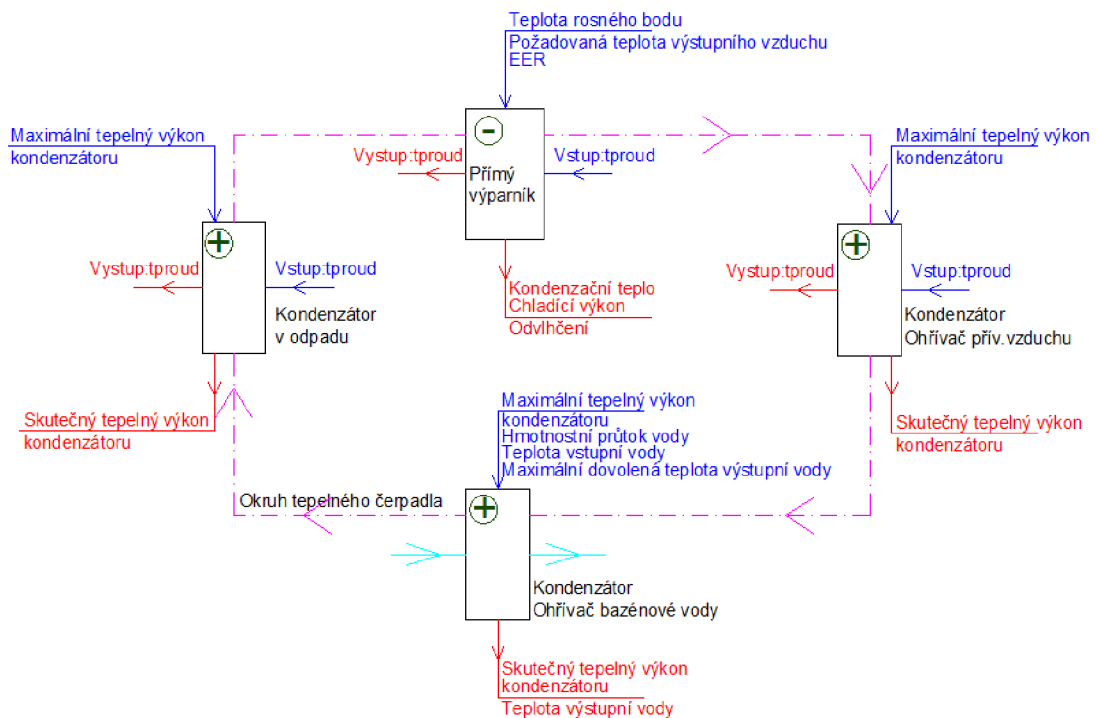 Teplota rosného bodu
Požadovaná teplota výstupního vzduchu
EER
Maximální tepelný výkon
kondenzátoru
Vystup:tproud
Přímý
výparník
Vstup:tproud
Maximální tepelný výkon
kondenzátoru
Vystup:tproud
Vstup:tproud
Kondenzátor
v odpadu
Kondenzační teplo
Chladící výkon
Odvlhčení
Vystup:tproud
Vstup:tproud
Kondenzátor
Ohřívač přív.vzduchu
Skutečný tepelný výkon
kondenzátoru
Maximální tepelný výkon
kondenzátoru
Hmotnostní průtok vody
Teplota vstupní vody
Maximální dovolená teplota výstupní vody
Skutečný tepelný výkon
kondenzátoru
Okruh tepelného čerpadla
Kondenzátor
Ohřívač bazénové vody
Skutečný tepelný výkon
kondenzátoru
Teplota výstupní vody